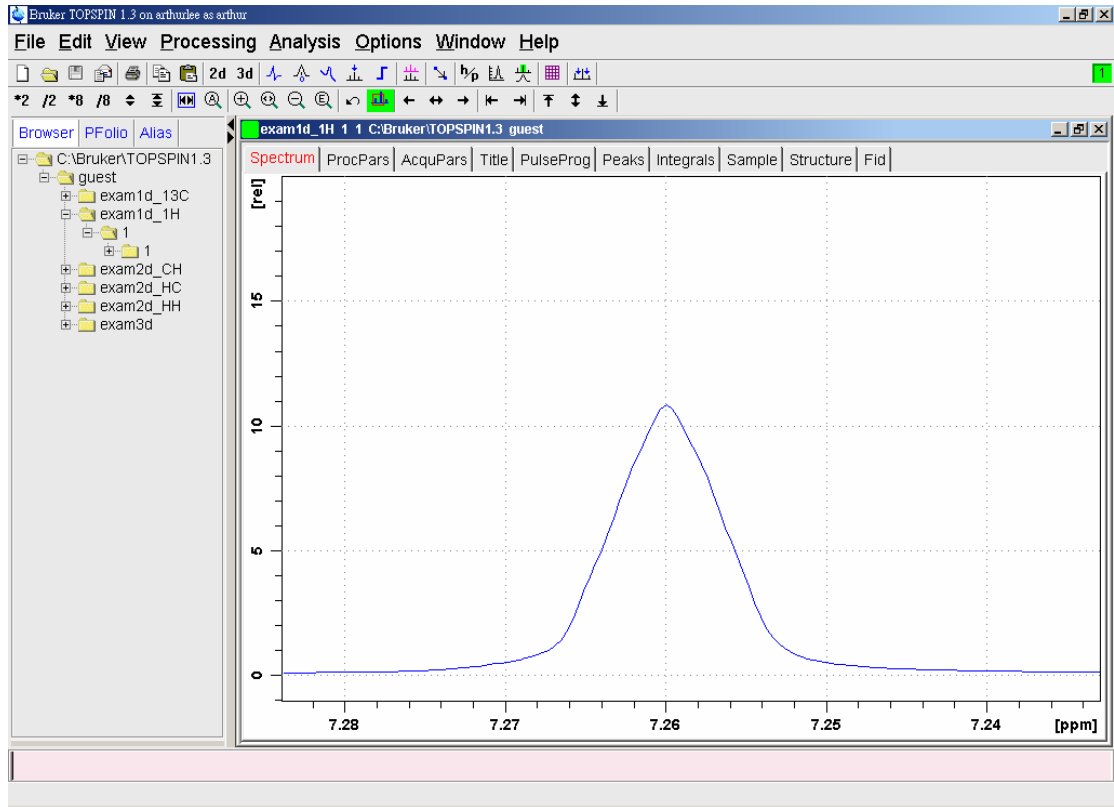 Bruker TOPSPIN 1.3 on arthurlee as arthur
File Edit View Processing Analysis Options Window Help
2d 3d h/p 1
*2 /2 *8 /8
Browser PFolio Alias
C:\Bruker\TOPSPIN1.3
guest
exam1d_13C
exam1d_1H
1
1
exam2d_CH
exam2d_HC
exam2d_HH
exam3d
exam1d_1H 1 1 C:\Bruker\TOPSPIN1.3 guest
Spectrum ProcPars AcquPars Title PulseProg Peaks Integrals Sample Structure Fid
[rel]
15
10
5
0
7.28 7.27 7.26 7.25 7.24 [ppm]